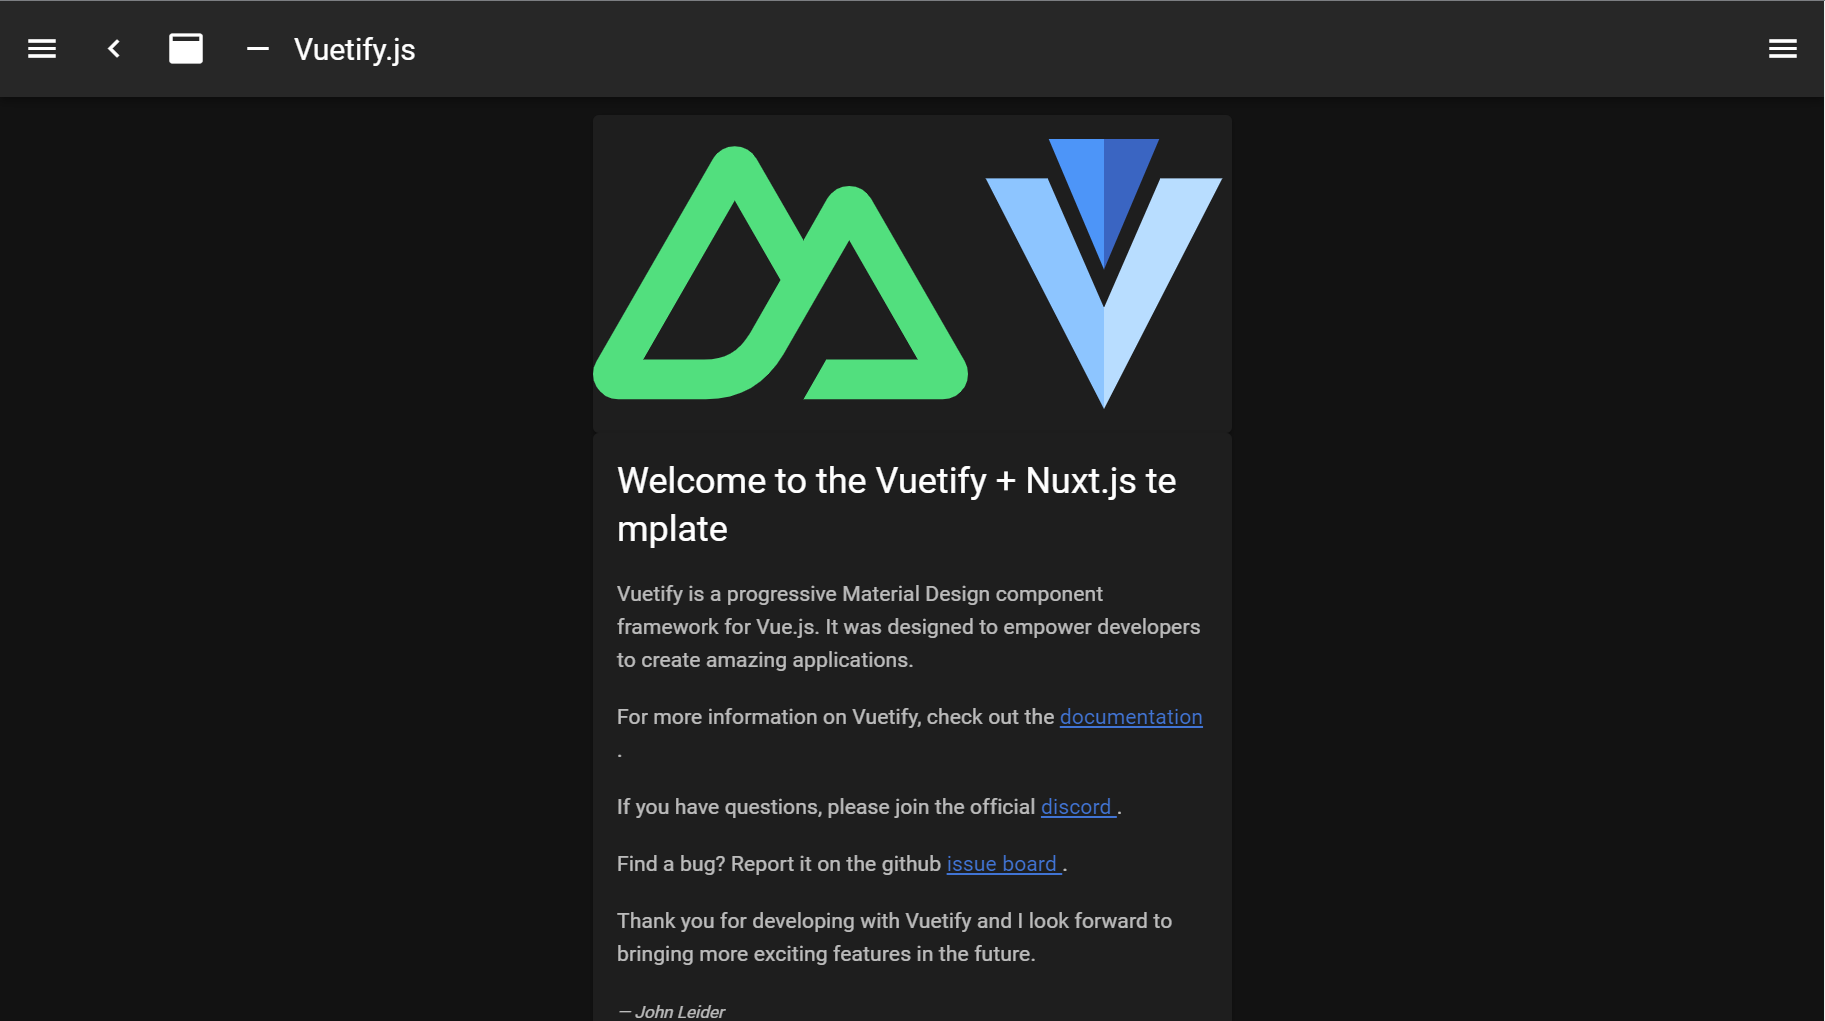 Vuetify.js
Welcome to the Vuetify + Nuxt.js te
mplate
Vuetify is a progressive Material Design component
framework for Vue.js. It was designed to empower developers
to create amazing applications.
For more information on Vuetify, check out the documentation
.
If you have questions, please join the official discord .
Find a bug? Report it on the github issue board .
Thank you for developing with Vuetify and I look forward to
bringing more exciting features in the future.
— John Leider